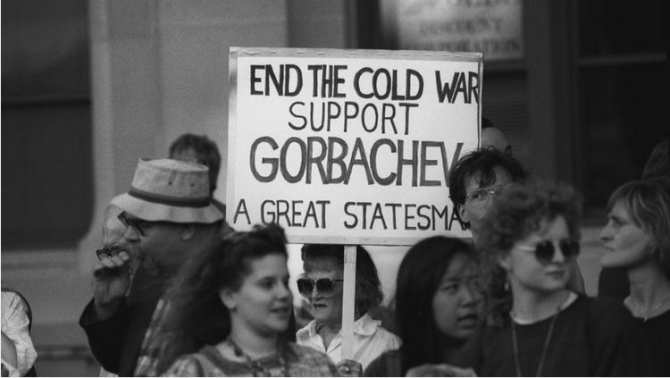 END THE COLD WAR
SUPPORT
GORBACHEV
A GREAT STATESMA